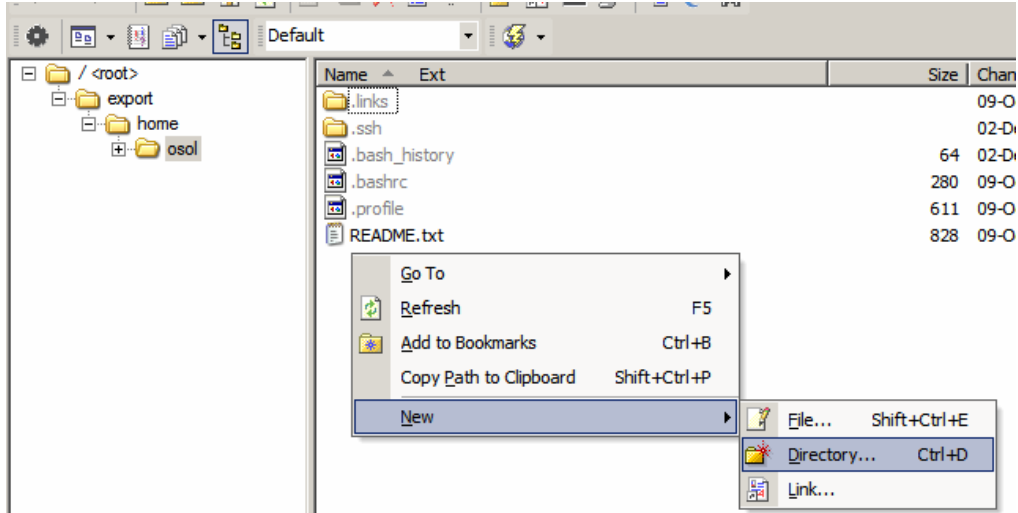 Default
/ <root>
export
home
osol
Name Ext Size Chan
.links 09-O
.ssh 02-De
.bash_history 64 02-De
.bashrc 280 09-O
.profile 611 09-O
README.txt 828 09-O
Go To
Refresh F5
Add to Bookmarks Ctrl+B
Copy Path to Clipboard Shift+Ctrl+P
New
File... Shift+Ctrl+E
Directory... Ctrl+D
Link...